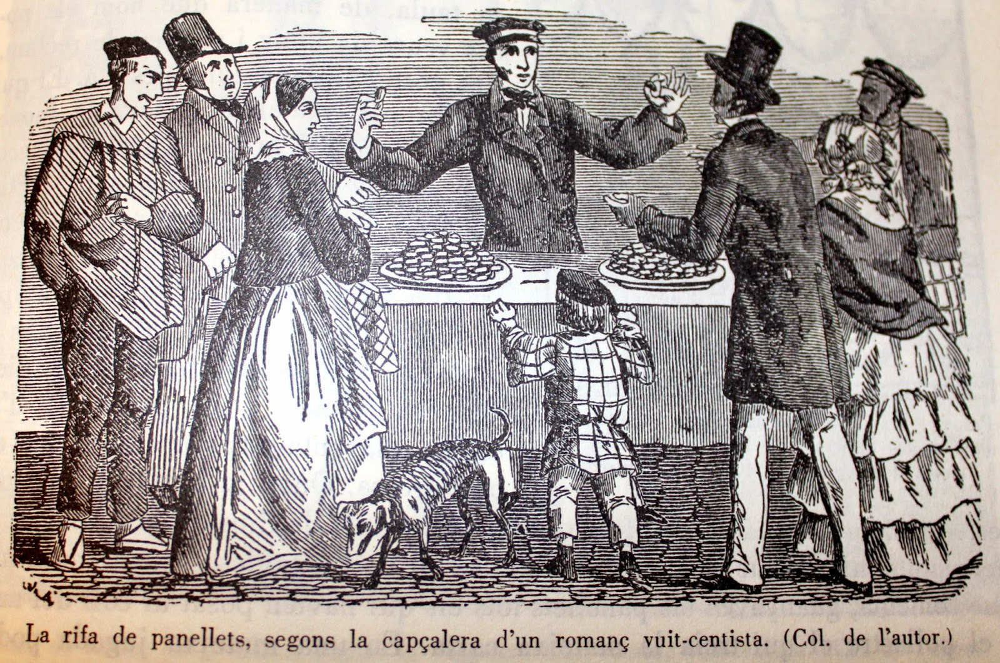 La rifa de panellets, segons la capçalera d'un romanç vuit-centista. (Col. de l'autor.)